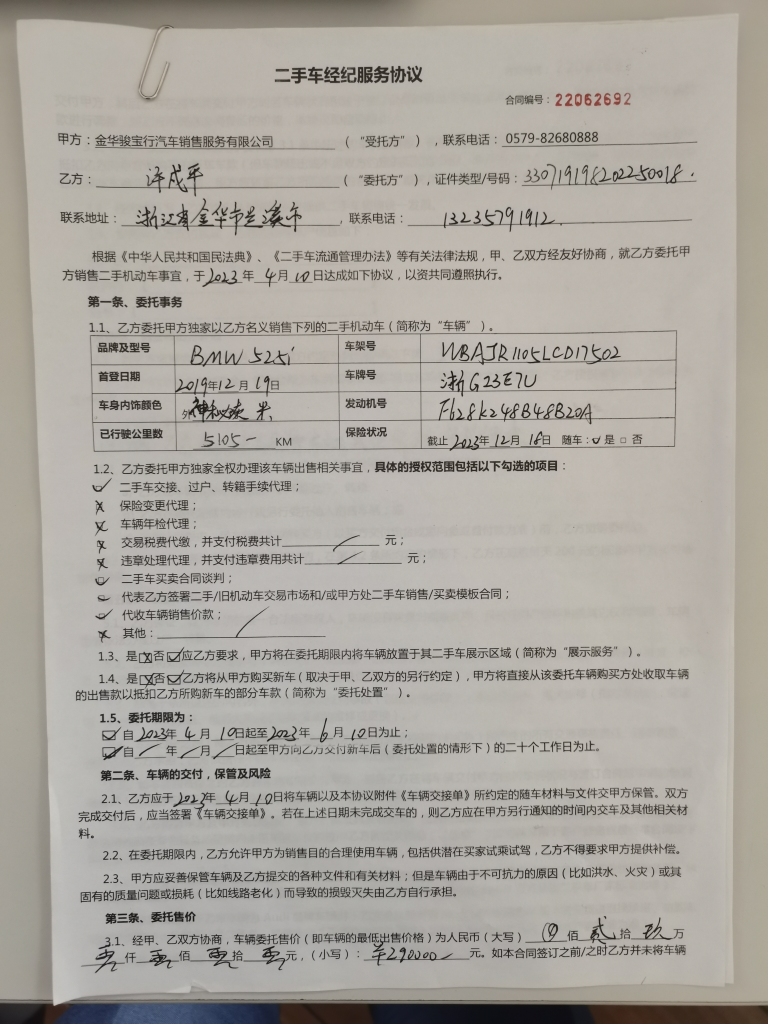 二手车经纪服务协议
合同编号：22062692
甲方：金华骏宝行汽车销售服务有限公司 （“受托方”），联系电话：0579-82680888
乙方：许成平 （“委托方”），证件类型/号码：330719198202250018.
联系地址：浙江省金华市兰溪市，联系电话：13235791912.
根据《中华人民共和国民法典》、《二手车流通管理办法》等有关法律法规，甲、乙双方经友好协商，就乙方委托甲
方销售二手机动车事宜，于2023年4月10日达成如下协议，以资共同遵照执行。
第一条、委托事务
1.1、乙方委托甲方独家以乙方名义销售下列的二手机动车（简称为“车辆”）。
品牌及型号 BMW 525i 车架号 WBAJR1105LCD17502
首登日期 2019年12月19日 车牌号 浙G23E7U
车身内饰颜色 外 米 发动机号 F628K248B48B20A
已行驶公里数 5105- KM 保险状况 截止2023年12月18日 随车：☑是 □否
1.2、乙方委托甲方独家全权办理该车辆出售相关事宜，具体的授权范围包括以下勾选的项目：
☑ 二手车交接、过户、转籍手续代理；
☒ 保险变更代理；
☒ 车辆年检代理；
☒ 交易税费代缴，并支付税费共计 / 元；
☒ 违章处理代理，并支付违章费用共计 / 元；
☑ 二手车买卖合同谈判；
☑ 代表乙方签署二手/旧机动车交易市场和/或甲方处二手车销售/买卖模板合同；
☑ 代收车辆销售价款；
☒ 其他： /
1.3、是☒否☑应乙方要求，甲方将在委托期限内将车辆放置于其二手车展示区域（简称为“展示服务”）。
1.4、是☒否☑乙方将从甲方购买新车（取决于甲、乙双方的另行约定），甲方将直接从该委托车辆购买方处收取车辆
的出售款以抵扣乙方所购新车的部分车款（简称为“委托处置”）。
1.5、委托期限为：
☑自2023年4月10日起至2023年6月10日为止；
☑自 / 年 / 月 / 日起至甲方向乙方交付新车后（委托处置的情形下）的二十个工作日为止。
第二条、车辆的交付，保管及风险
2.1、乙方应于2023年4月10日将车辆以及本协议附件《车辆交接单》所约定的随车材料与文件交甲方保管。双方
完成交付后，应当签署《车辆交接单》。若在上述日期未完成交车的，则乙方应在甲方另行通知的时间内交车及其他相关材
料。
2.2、在委托期限内，乙方允许甲方为销售目的合理使用车辆，包括供潜在买家试乘试驾，乙方不得要求甲方提供补偿。
2.3、甲方应妥善保管车辆及乙方提交的各种文件和有关材料；但是车辆由于不可抗力的原因（比如洪水、火灾）或其
固有的质量问题或损耗（比如线路老化）而导致的损毁灭失由乙方自行承担。
第三条、委托售价
3.1、经甲、乙双方协商，车辆委托售价（即车辆的最低出售价格）为人民币（大写） 佰贰拾玖万
零仟零佰零拾零元，（小写）：¥290000-元。如本合同签订之前/之时乙方并未将车辆